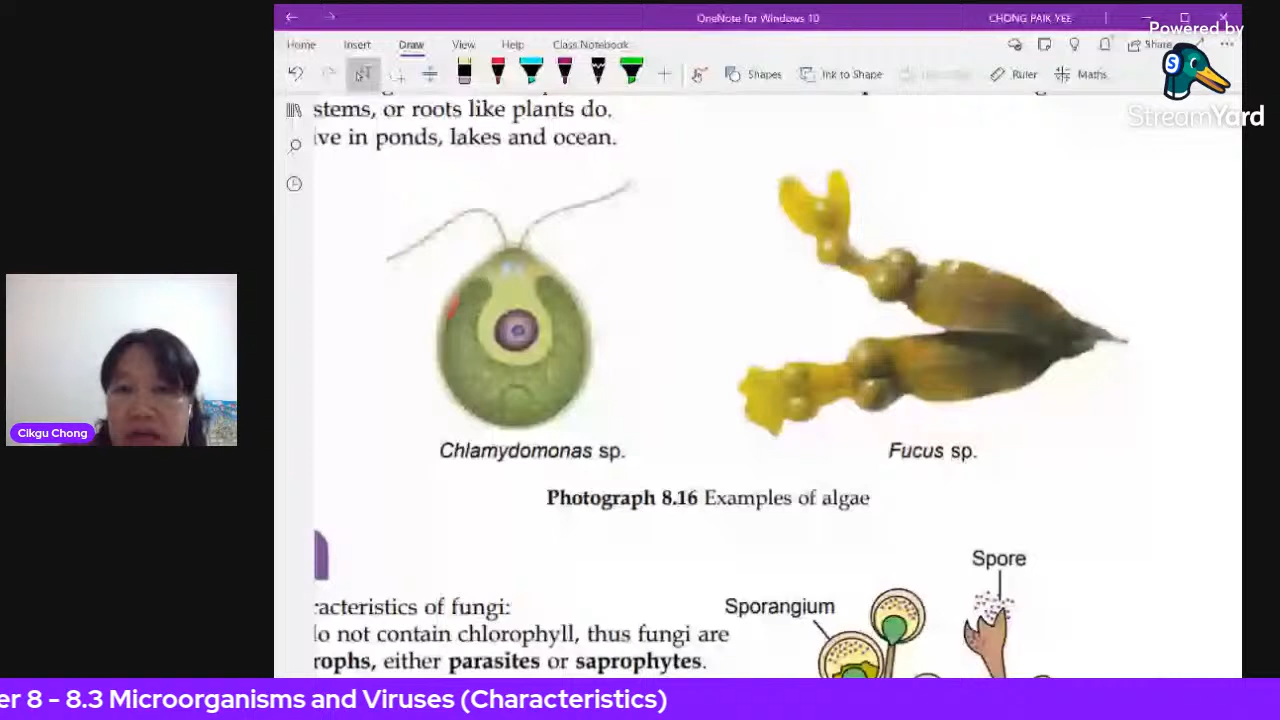 OneNote for Windows 10
CHONG PAIK YEE
Powered by
StreamYard
Home Insert Draw View Help Class Notebook
Share
Shapes Ink to Shape Ruler Maths
stems, or roots like plants do.
ive in ponds, lakes and ocean.
Chlamydomonas sp.
Fucus sp.
Photograph 8.16 Examples of algae
Cikgu Chong
Spore
Sporangium
racteristics of fungi:
lo not contain chlorophyll, thus fungi are
rophs, either parasites or saprophytes.
er 8 - 8.3 Microorganisms and Viruses (Characteristics)